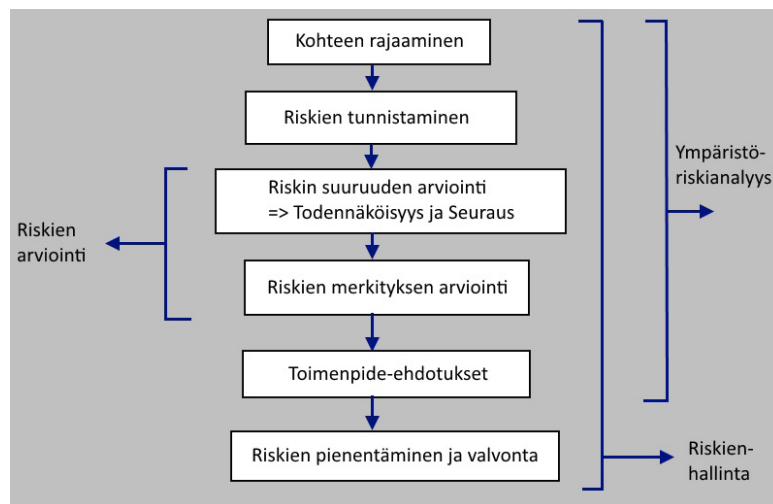 Kohteen rajaaminen
Riskien tunnistaminen
Riskin suuruuden arviointi
=> Todennäköisyys ja Seuraus
Riskien merkityksen arviointi
Toimenpide-ehdotukset
Riskien pienentäminen ja valvonta
Riskien
arviointi
Ympäristö-
riskianalyys
Riskien-
hallinta